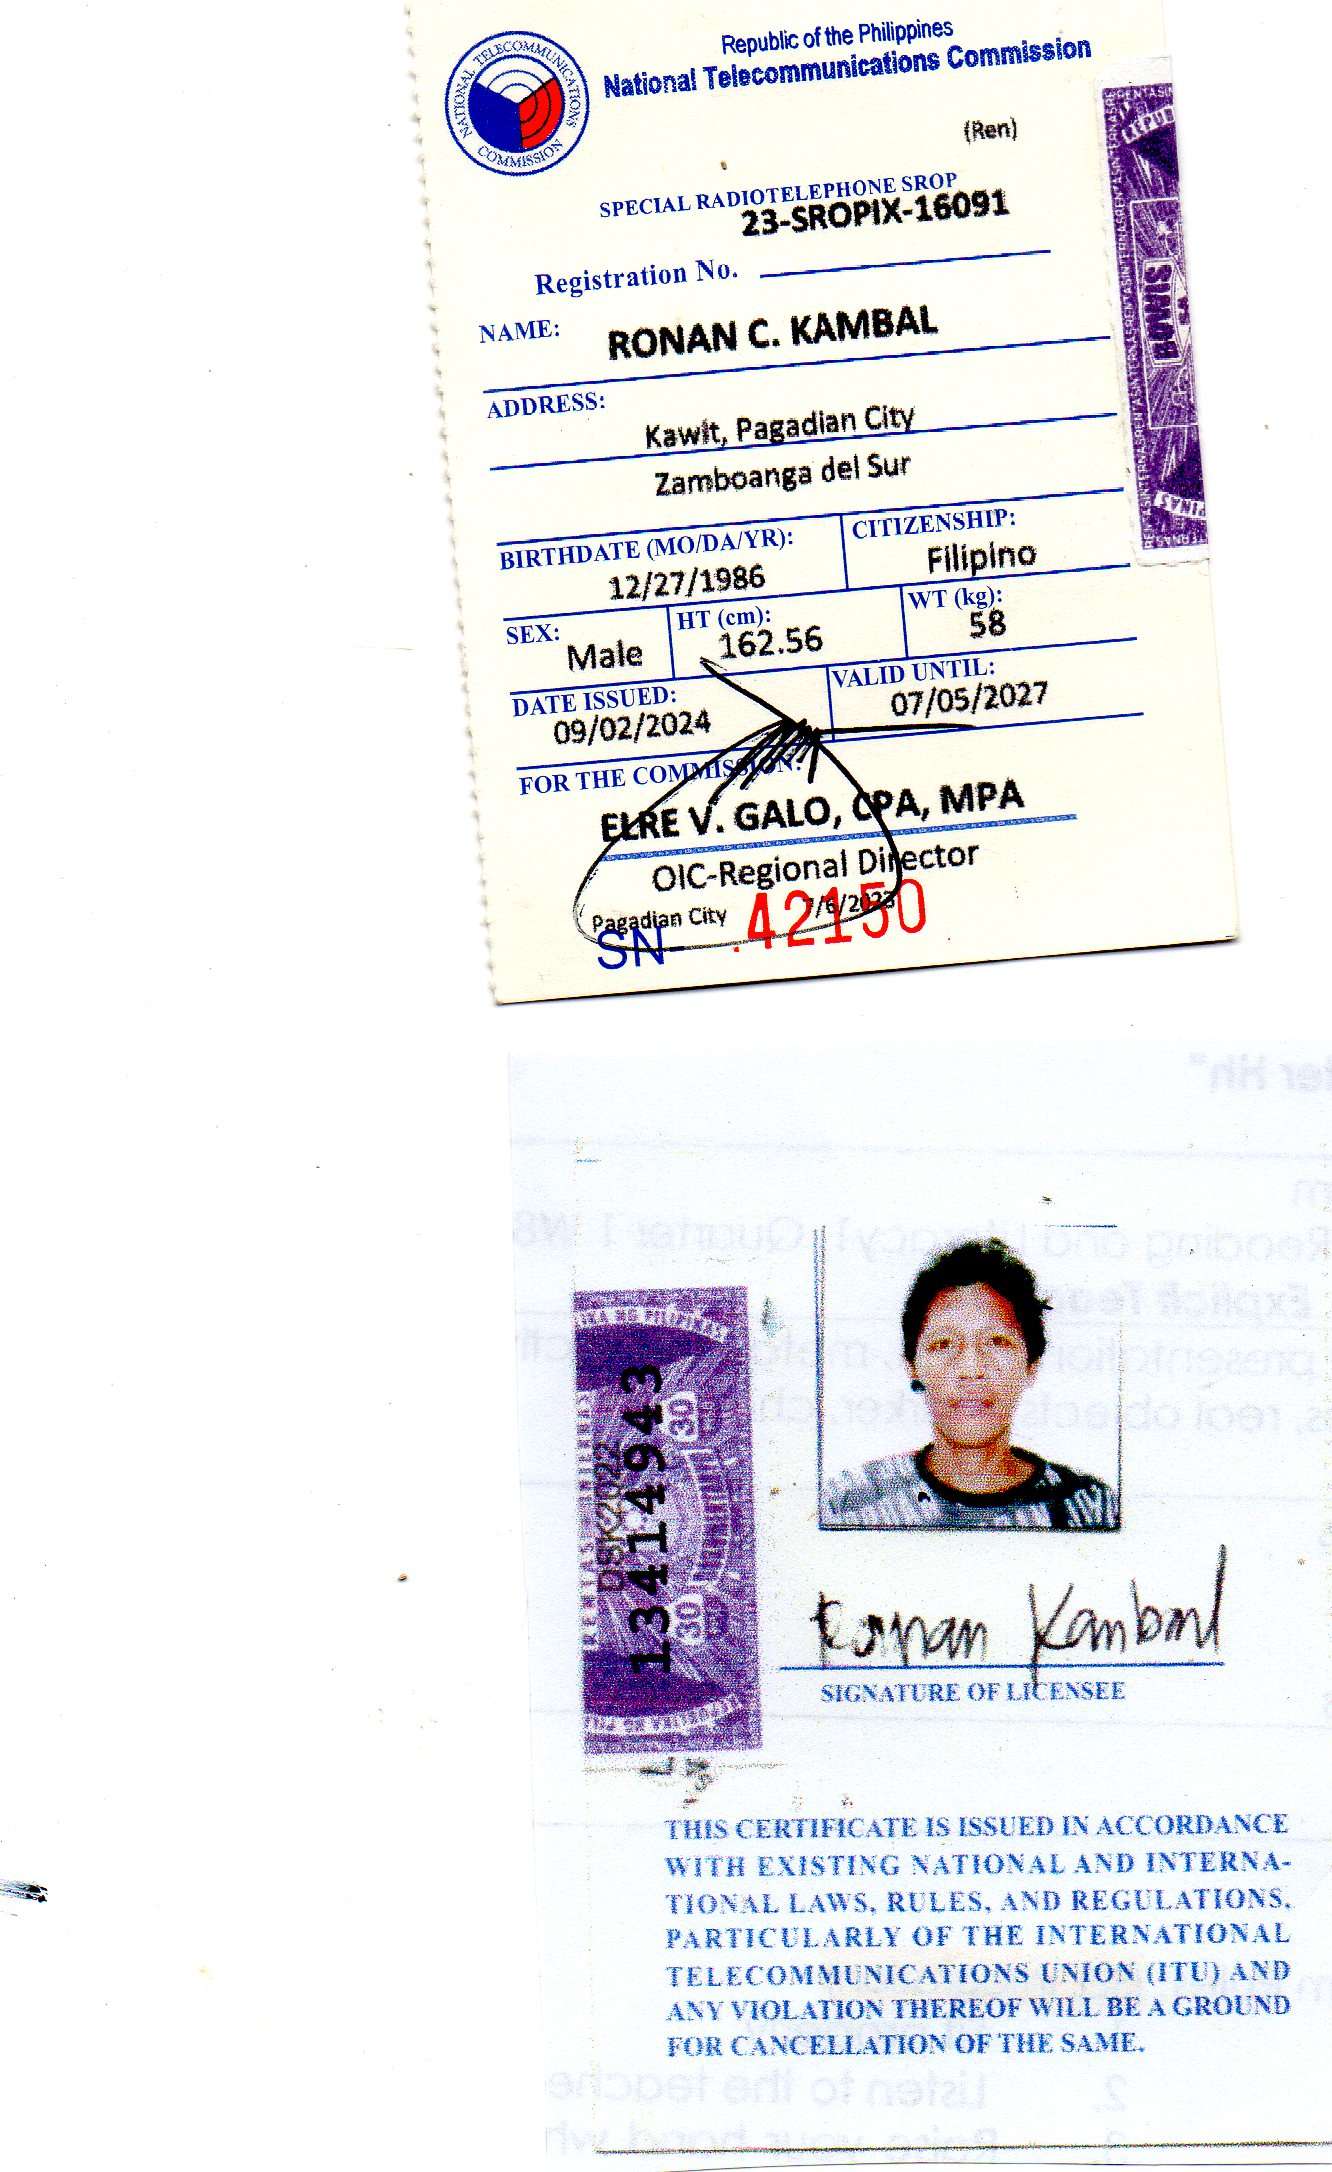 NATIONAL TELECOMMUNICATIONS COMMISSION
Republic of the Philippines
National Telecommunications Commission
(Ren)
SPECIAL RADIOTELEPHONE SROP
23-SROPIX-16091
Registration No.
NAME: RONAN C. KAMBAL
ADDRESS:
Kawit, Pagadian City
Zamboanga del Sur
BIRTHDATE (MO/DA/YR): CITIZENSHIP:
12/27/1986 Filipino
SEX: HT (cm): WT (kg):
Male 162.56 58
DATE ISSUED: VALID UNTIL:
09/02/2024 07/05/2027
FOR THE COMMISSION:
ELRE V. GALO, CPA, MPA
OIC-Regional Director
Pagadian City 7/6/2023
SN- 42150
BOWIS
PINAS
DSK2022
13414943
30
30
Ronan Kambal
SIGNATURE OF LICENSEE
THIS CERTIFICATE IS ISSUED IN ACCORDANCE
WITH EXISTING NATIONAL AND INTERNA-
TIONAL LAWS, RULES, AND REGULATIONS,
PARTICULARLY OF THE INTERNATIONAL
TELECOMMUNICATIONS UNION (ITU) AND
ANY VIOLATION THEREOF WILL BE A GROUND
FOR CANCELLATION OF THE SAME.